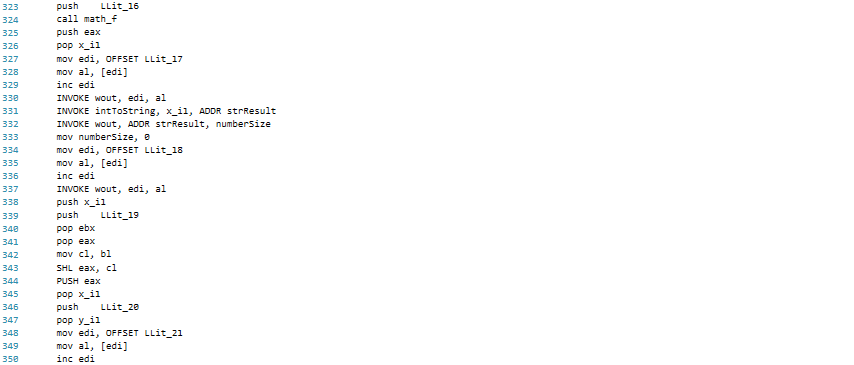 323 push LLit_16
324 call math_f
325 push eax
326 pop x_i1
327 mov edi, OFFSET LLit_17
328 mov al, [edi]
329 inc edi
330 INVOKE wout, edi, al
331 INVOKE intToString, x_i1, ADDR strResult
332 INVOKE wout, ADDR strResult, numberSize
333 mov numberSize, 0
334 mov edi, OFFSET LLit_18
335 mov al, [edi]
336 inc edi
337 INVOKE wout, edi, al
338 push x_i1
339 push LLit_19
340 pop ebx
341 pop eax
342 mov cl, bl
343 SHL eax, cl
344 PUSH eax
345 pop x_i1
346 push LLit_20
347 pop y_i1
348 mov edi, OFFSET LLit_21
349 mov al, [edi]
350 inc edi